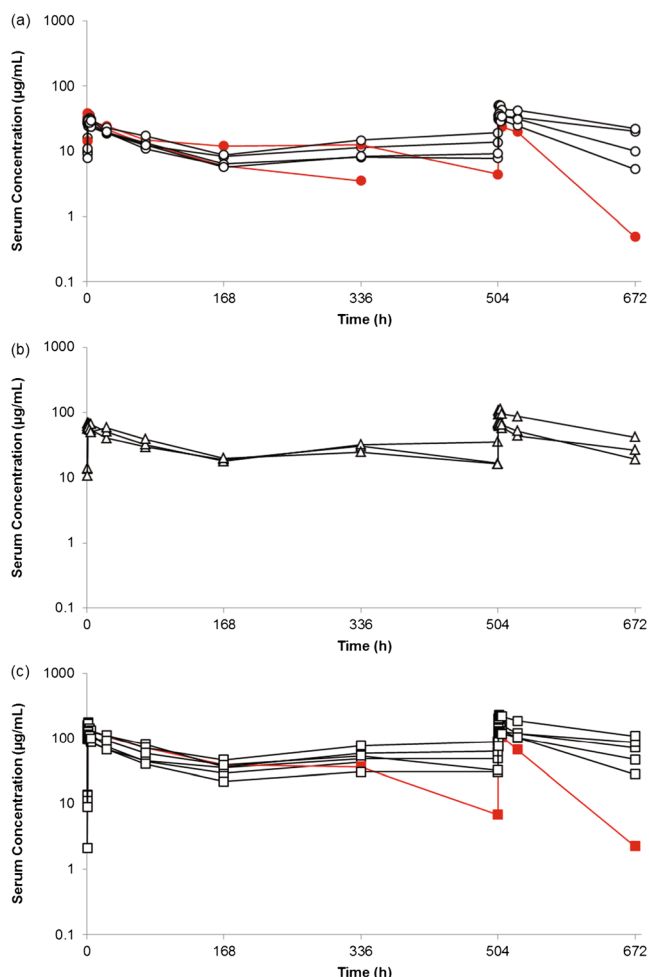 (a)
1000
100
10
1
0.1
Serum Concentration (µg/mL)
0 168 336 504 672
Time (h)
(b)
1000
100
10
1
0.1
Serum Concentration (µg/mL)
0 168 336 504 672
Time (h)
(c)
1000
100
10
1
0.1
Serum Concentration (µg/mL)
0 168 336 504 672
Time (h)